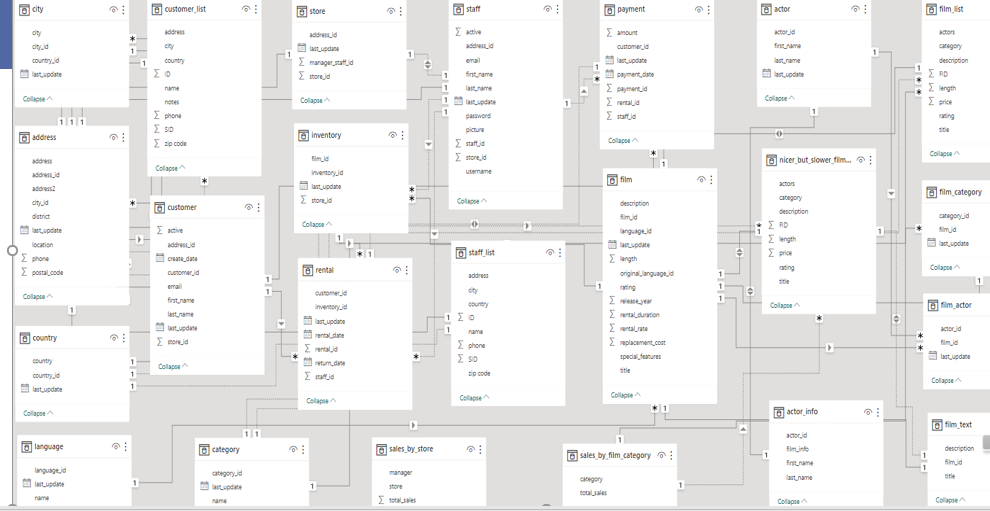 city
city
city_id
country_id
last_update
Collapse
customer_list
address
city
country
ID
name
notes
phone
SID
zip code
Collapse
store
address_id
last_update
manager_staff_id
store_id
Collapse
staff
active
address_id
email
first_name
last_name
last_update
password
picture
staff_id
store_id
username
Collapse
payment
amount
customer_id
last_update
payment_date
payment_id
rental_id
staff_id
Collapse
actor
actor_id
first_name
last_name
last_update
Collapse
film_list
actors
category
description
FID
length
price
rating
title
Collapse
address
address
address_id
address2
city_id
district
last_update
location
phone
postal_code
Collapse
customer
active
address_id
create_date
customer_id
email
first_name
last_name
last_update
store_id
Collapse
inventory
film_id
inventory_id
last_update
store_id
Collapse
film
description
film_id
language_id
last_update
length
original_language_id
rating
release_year
rental_duration
rental_rate
replacement_cost
special_features
title
Collapse
nicer_but_slower_film...
actors
category
description
FID
length
price
rating
title
Collapse
film_category
category_id
film_id
last_update
Collapse
rental
customer_id
inventory_id
last_update
rental_date
rental_id
return_date
staff_id
Collapse
staff_list
address
city
country
ID
name
phone
SID
zip code
Collapse
film_actor
actor_id
film_id
last_update
Collapse
country
country
country_id
last_update
Collapse
language
language_id
last_update
name
category
category_id
last_update
name
sales_by_store
manager
store
total_sales
sales_by_film_category
category
total_sales
actor_info
actor_id
film_info
first_name
last_name
Collapse
film_text
description
film_id
title
Collapse